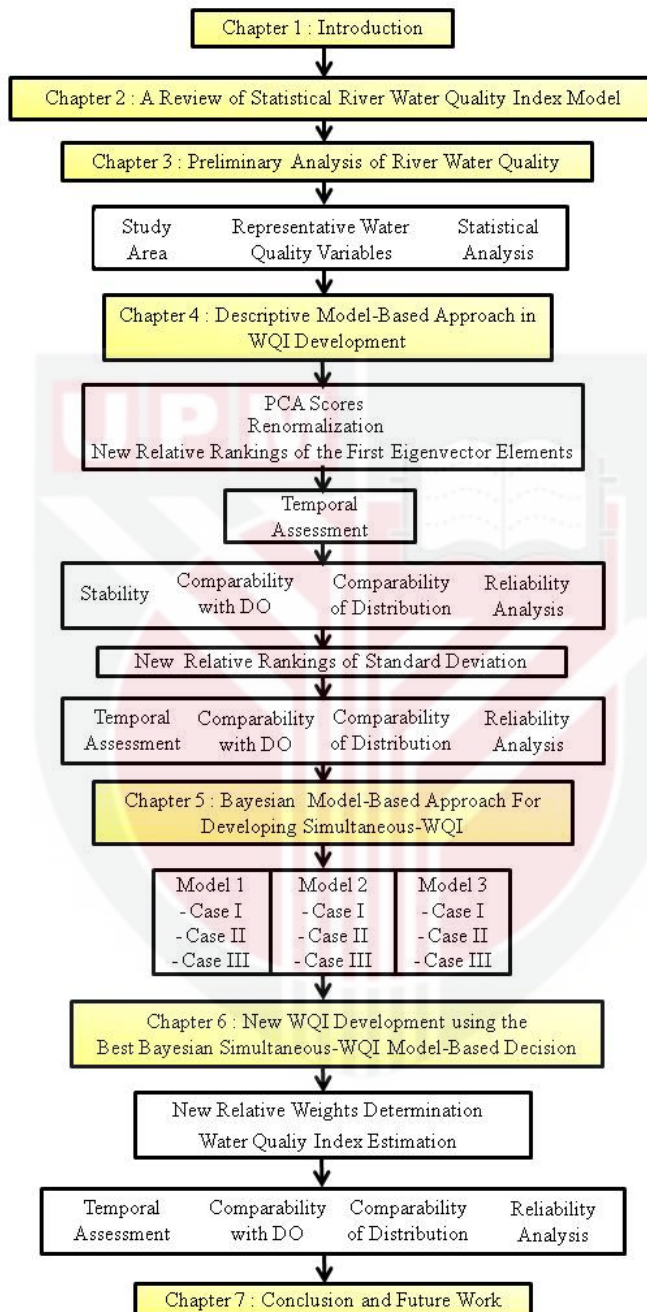 Chapter 1 : Introduction
Chapter 2 : A Review of Statistical River Water Quality Index Model
Chapter 3 : Preliminary Analysis of River Water Quality
Study Area
Representative Water Quality Variables
Statistical Analysis
Chapter 4 : Descriptive Model-Based Approach in
WQI Development
UPM
PCA Scores
Renormalization
New Relative Rankings of the First Eigenvector Elements
Temporal
Assessment
Stability
Comparability with DO
Comparability of Distribution
Reliability Analysis
New Relative Rankings of Standard Deviation
Temporal Assessment
Comparability with DO
Comparability of Distribution
Reliability Analysis
Chapter 5 : Bayesian Model-Based Approach For
Developing Simultaneous-WQI
Model 1
- Case I
- Case II
- Case III
Model 2
- Case I
- Case II
- Case III
Model 3
- Case I
- Case II
- Case III
Chapter 6 : New WQI Development using the
Best Bayesian Simultaneous-WQI Model-Based Decision
New Relative Weights Determination
Water Qualiy Index Estimation
Temporal Assessment
Comparability with DO
Comparability of Distribution
Reliability Analysis
Chapter 7 : Conclusion and Future Work